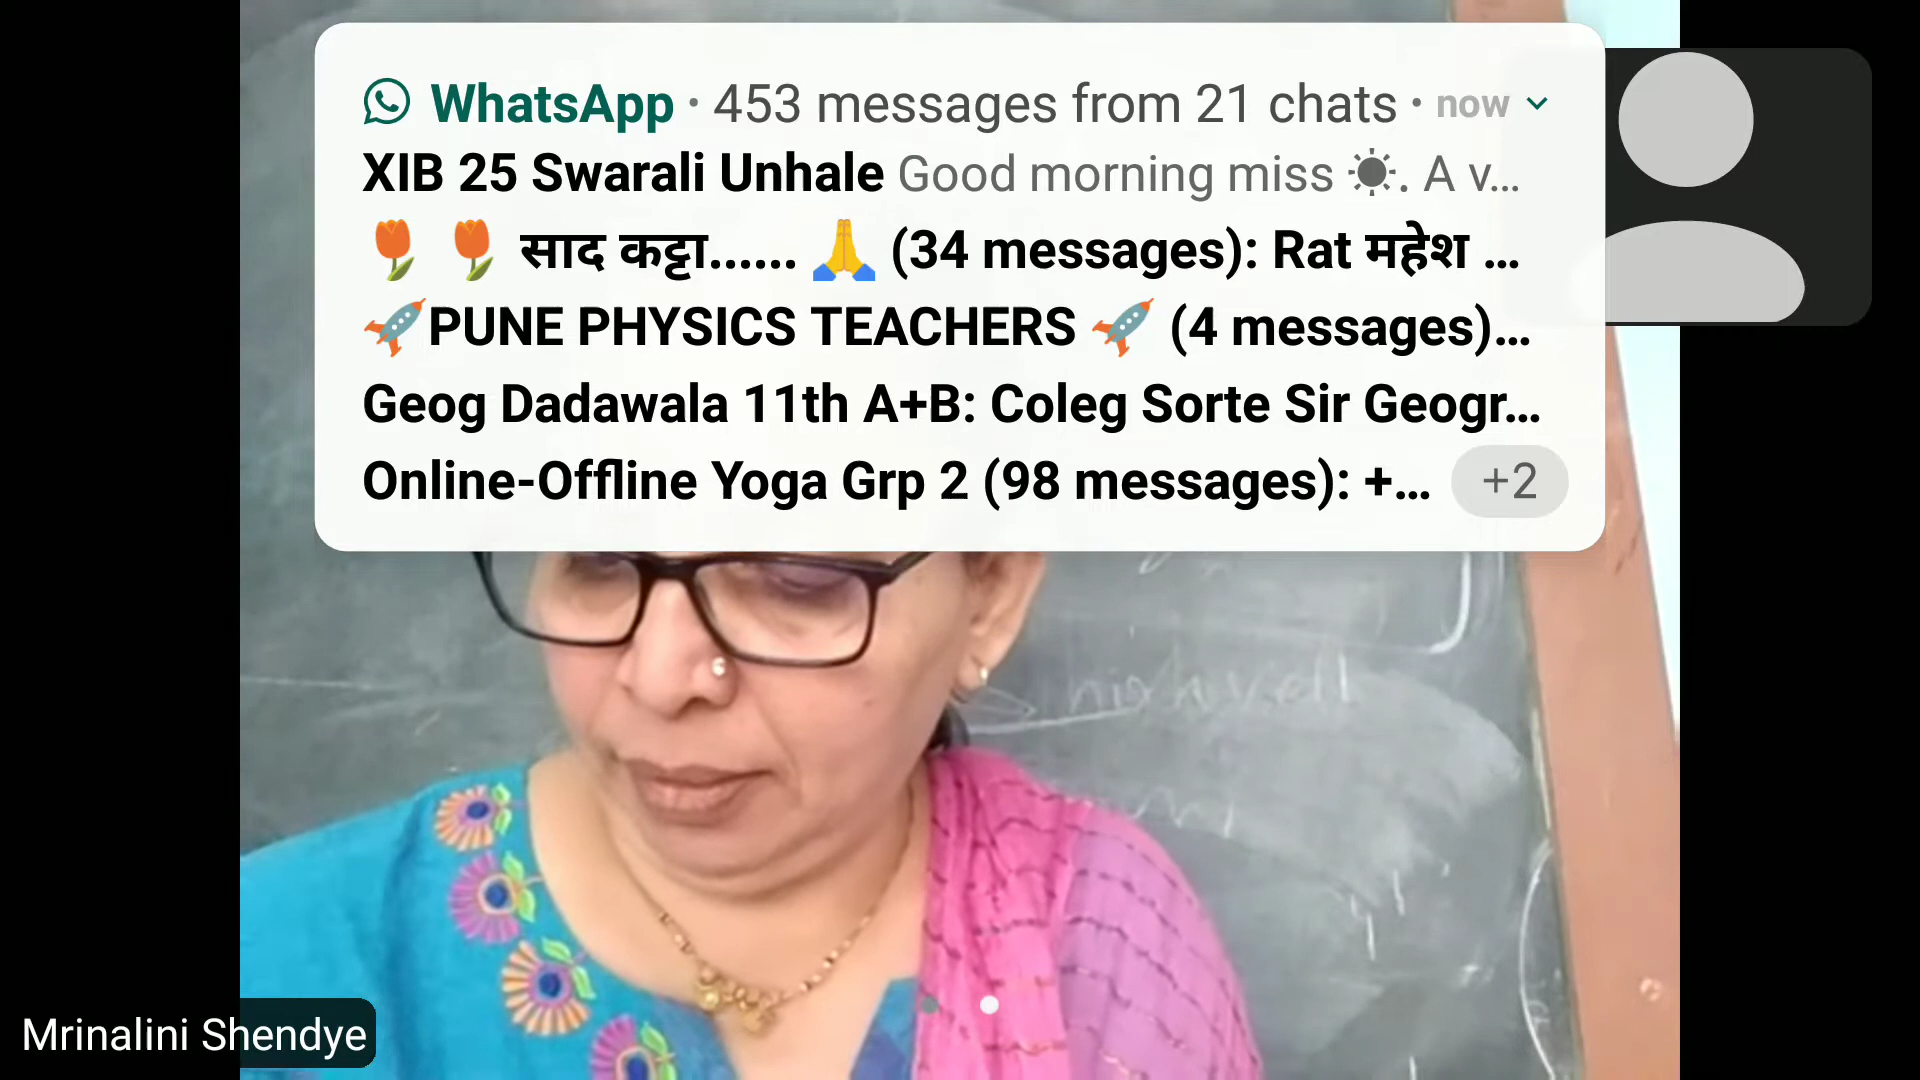 WhatsApp • 453 messages from 21 chats • now
XIB 25 Swarali Unhale Good morning miss ☀. A v...
🌷 🌷 साद कट्टा...... 🙏 (34 messages): Rat महेश ...
🚀PUNE PHYSICS TEACHERS 🚀 (4 messages)...
Geog Dadawala 11th A+B: Coleg Sorte Sir Geogr...
Online-Offline Yoga Grp 2 (98 messages): +... +2
Mrinalini Shendye